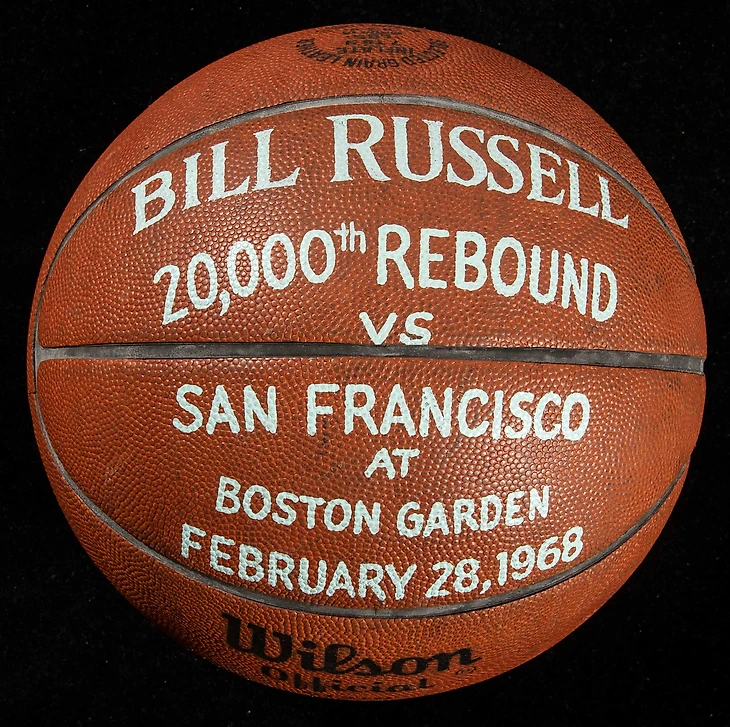 BILL RUSSELL
20,000th REBOUND
VS
SAN FRANCISCO
AT
BOSTON GARDEN
FEBRUARY 28, 1968
Wilson
Official